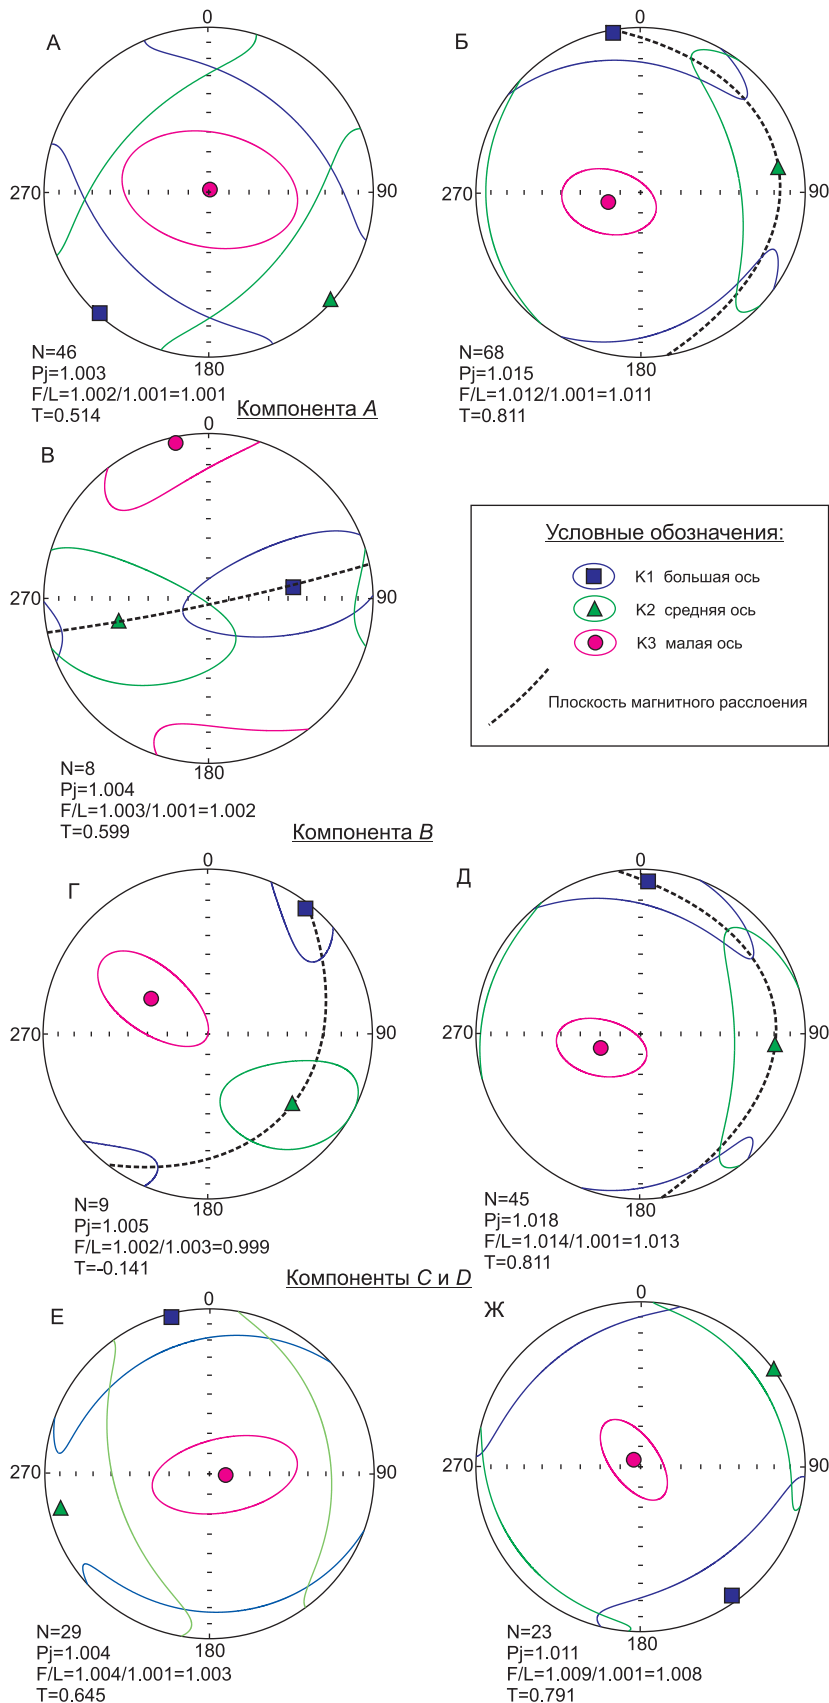 А
0
270
90
180
N=46
Pj=1.003
F/L=1.002/1.001=1.001
T=0.514
Б
0
270
90
180
N=68
Pj=1.015
F/L=1.012/1.001=1.011
T=0.811
Компонента A
В
0
270
90
180
N=8
Pj=1.004
F/L=1.003/1.001=1.002
T=0.599
Условные обозначения:
K1 большая ось
K2 средняя ось
K3 малая ось
Плоскость магнитного расслоения
Компонента B
Г
0
270
90
180
N=9
Pj=1.005
F/L=1.002/1.003=0.999
T=-0.141
Д
0
270
90
180
N=45
Pj=1.018
F/L=1.014/1.001=1.013
T=0.811
Компоненты C и D
Е
0
270
90
180
N=29
Pj=1.004
F/L=1.004/1.001=1.003
T=0.645
Ж
0
270
90
180
N=23
Pj=1.011
F/L=1.009/1.001=1.008
T=0.791